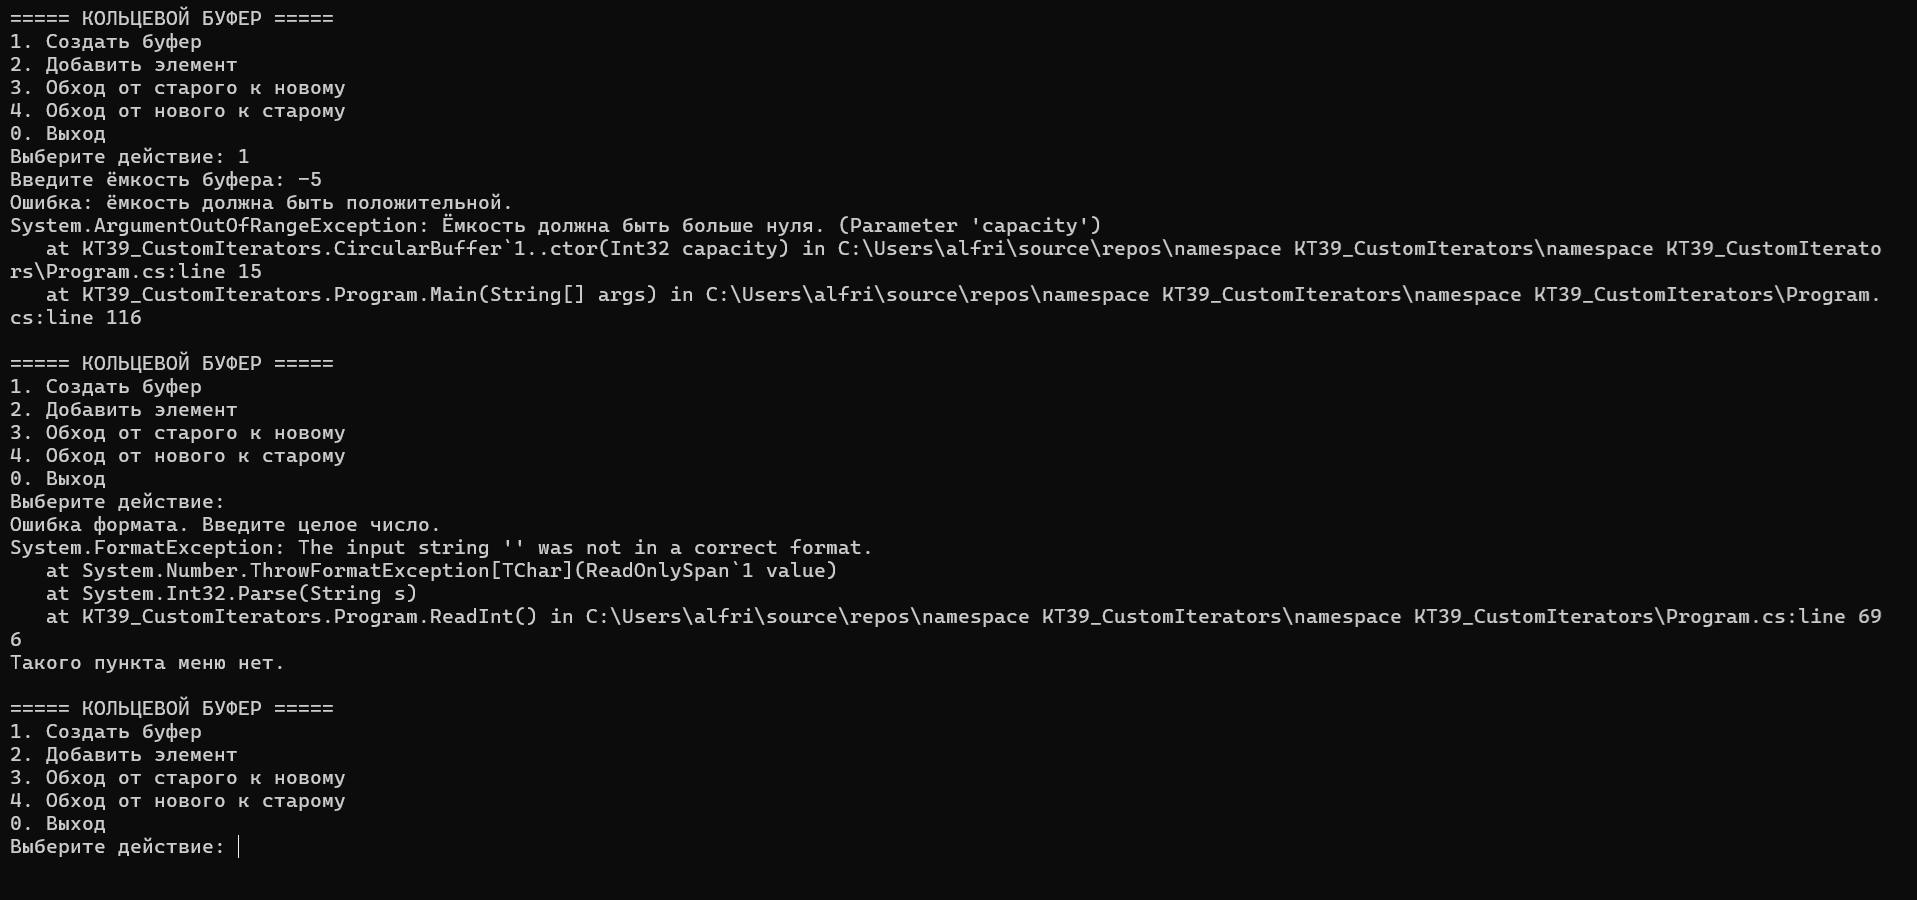 ===== КОЛЬЦЕВОЙ БУФЕР =====
1. Создать буфер
2. Добавить элемент
3. Обход от старого к новому
4. Обход от нового к старому
0. Выход
Выберите действие: 1
Введите ёмкость буфера: -5
Ошибка: ёмкость должна быть положительной.
System.ArgumentOutOfRangeException: Ёмкость должна быть больше нуля. (Parameter 'capacity')
   at KT39_CustomIterators.CircularBuffer`1..ctor(Int32 capacity) in C:\Users\alfri\source\repos\namespace KT39_CustomIterators\namespace KT39_CustomIterato
rs\Program.cs:line 15
   at KT39_CustomIterators.Program.Main(String[] args) in C:\Users\alfri\source\repos\namespace KT39_CustomIterators\namespace KT39_CustomIterators\Program.
cs:line 116

===== КОЛЬЦЕВОЙ БУФЕР =====
1. Создать буфер
2. Добавить элемент
3. Обход от старого к новому
4. Обход от нового к старому
0. Выход
Выберите действие:
Ошибка формата. Введите целое число.
System.FormatException: The input string '' was not in a correct format.
   at System.Number.ThrowFormatException[TChar](ReadOnlySpan`1 value)
   at System.Int32.Parse(String s)
   at KT39_CustomIterators.Program.ReadInt() in C:\Users\alfri\source\repos\namespace KT39_CustomIterators\namespace KT39_CustomIterators\Program.cs:line 69
6
Такого пункта меню нет.

===== КОЛЬЦЕВОЙ БУФЕР =====
1. Создать буфер
2. Добавить элемент
3. Обход от старого к новому
4. Обход от нового к старому
0. Выход
Выберите действие: